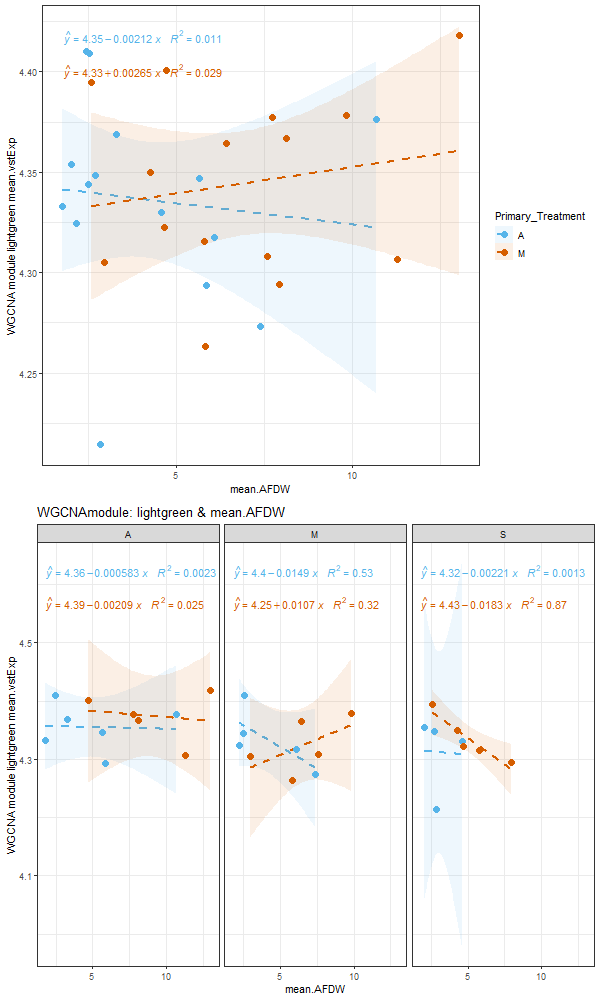 ŷ = 4.35 − 0.00212 x R² = 0.011
ŷ = 4.33 + 0.00265 x R² = 0.029
4.40
4.35
4.30
4.25
WGCNA module lightgreen mean.vstExp
5 10
mean.AFDW
Primary_Treatment
A
M
WGCNAmodule: lightgreen & mean.AFDW
A M S
ŷ = 4.36 − 0.000583 x R² = 0.0023 ŷ = 4.4 − 0.0149 x R² = 0.53 ŷ = 4.32 − 0.00221 x R² = 0.0013
ŷ = 4.39 − 0.00209 x R² = 0.025 ŷ = 4.25 + 0.0107 x R² = 0.32 ŷ = 4.43 − 0.0183 x R² = 0.87
4.5
4.3
4.1
WGCNA module lightgreen mean.vstExp
5 10 5 10 5 10
mean.AFDW